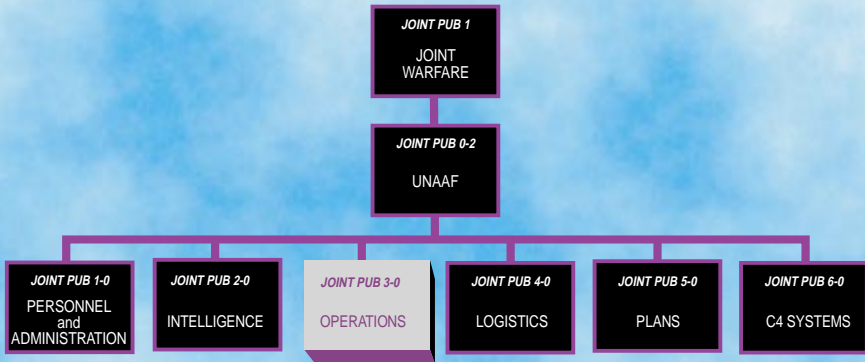 JOINT PUB 1
JOINT
WARFARE
JOINT PUB 0-2
UNAAF
JOINT PUB 1-0
PERSONNEL
and
ADMINISTRATION
JOINT PUB 2-0
INTELLIGENCE
JOINT PUB 3-0
OPERATIONS
JOINT PUB 4-0
LOGISTICS
JOINT PUB 5-0
PLANS
JOINT PUB 6-0
C4 SYSTEMS